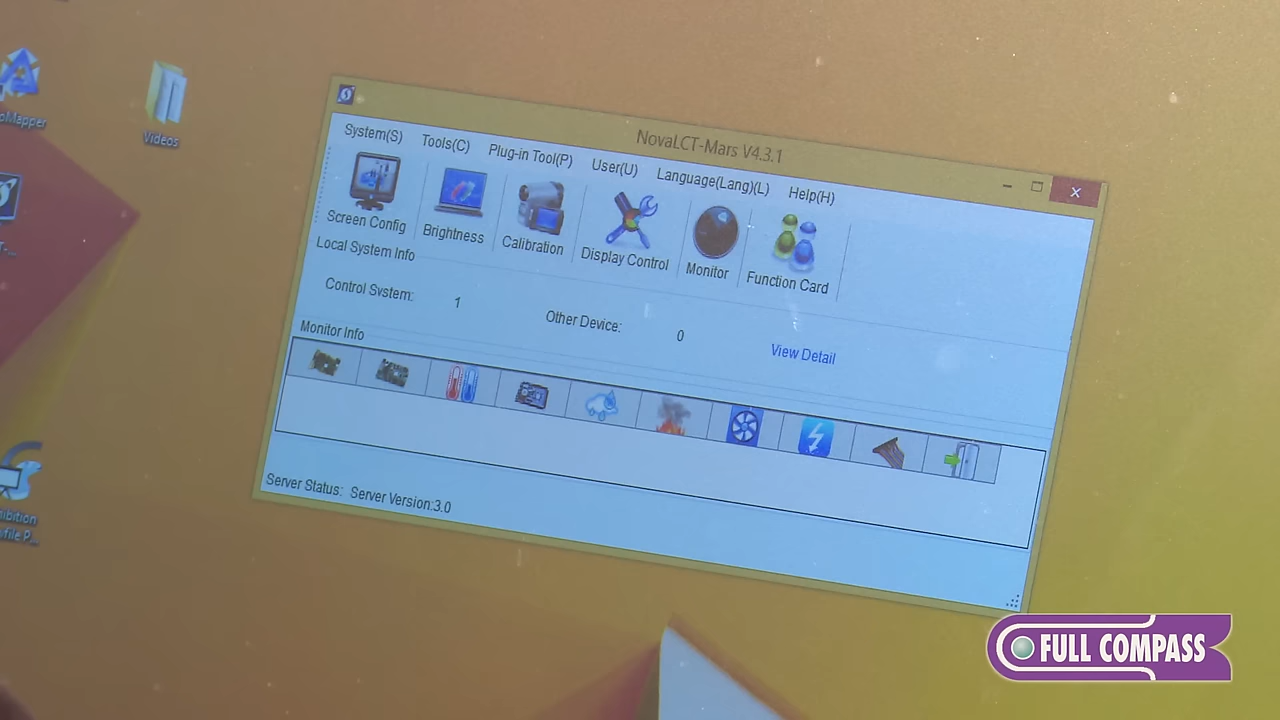 Videos
NovaLCT-Mars V4.3.1
System(S) Tools(C) Plug-in Tool(P) User(U) Language(Lang)(L) Help(H)
Screen Config Brightness Calibration Display Control Monitor Function Card
Local System Info
Control System: 1 Other Device: 0 View Detail
Monitor Info
Server Status: Server Version:3.0
FULL COMPASS